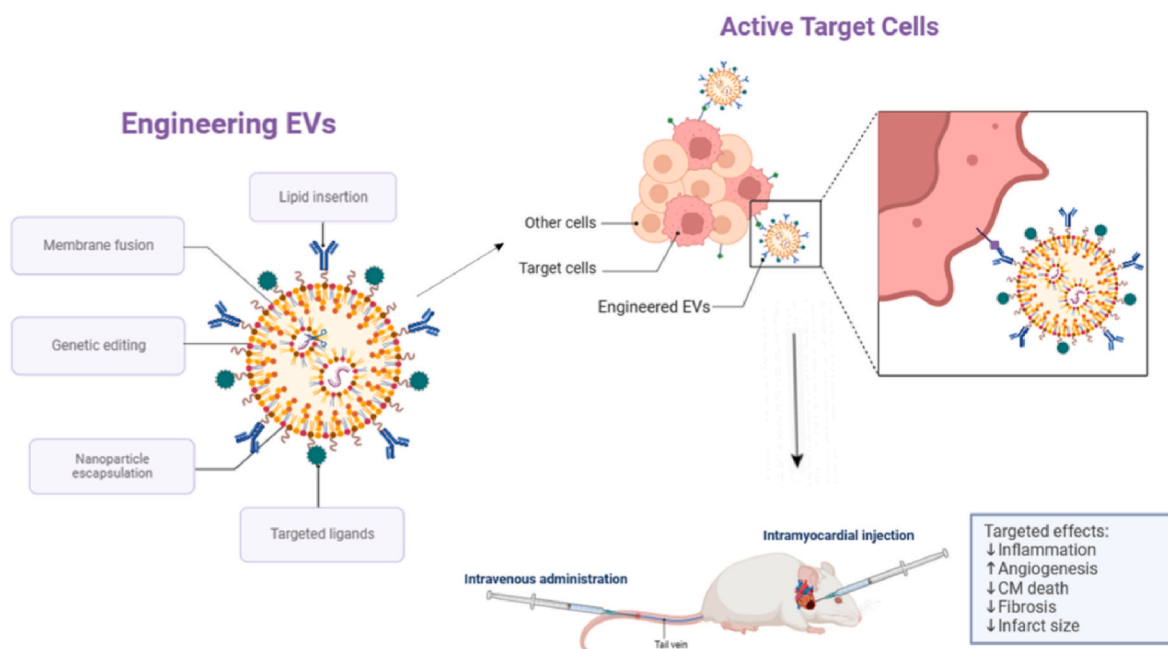 Active Target Cells
Engineering EVs
Lipid insertion
Membrane fusion
Genetic editing
Nanoparticle
escapsulation
Targeted ligands
Other cells
Target cells
Engineered EVs
Intramyocardial injection
Intravenous administration
Tail vein
Targeted effects:
↓Inflammation
↑Angiogenesis
↓CM death
↓Fibrosis
↓Infarct size